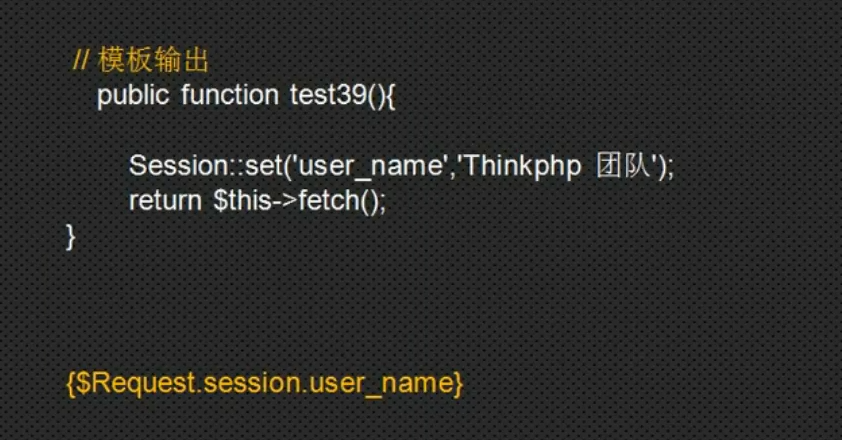 // 模板输出
public function test39(){
Session::set('user_name','Thinkphp 团队');
return $this->fetch();
}
{$Request.session.user_name}